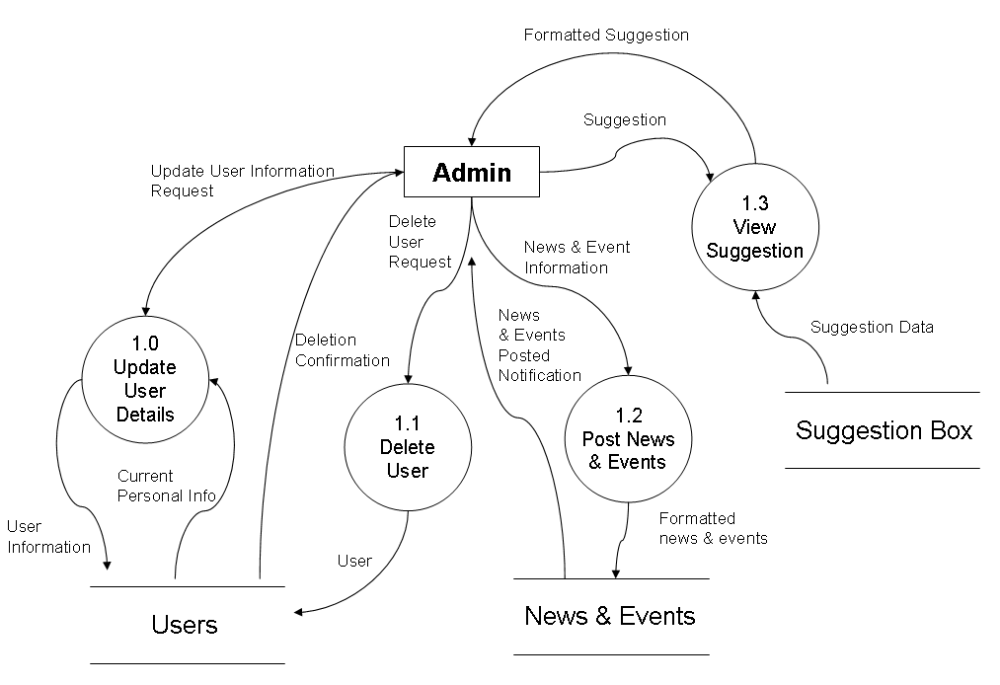 Formatted Suggestion
Suggestion
Admin
Update User Information
Request
1.3
View
Suggestion
Delete
User
Request
News & Event
Information
News
& Events
Posted
Notification
Suggestion Data
1.0
Update
User
Details
Deletion
Confirmation
1.1
Delete
User
1.2
Post News
& Events
Suggestion Box
Current
Personal Info
User
Information
Formatted
news & events
User
Users
News & Events